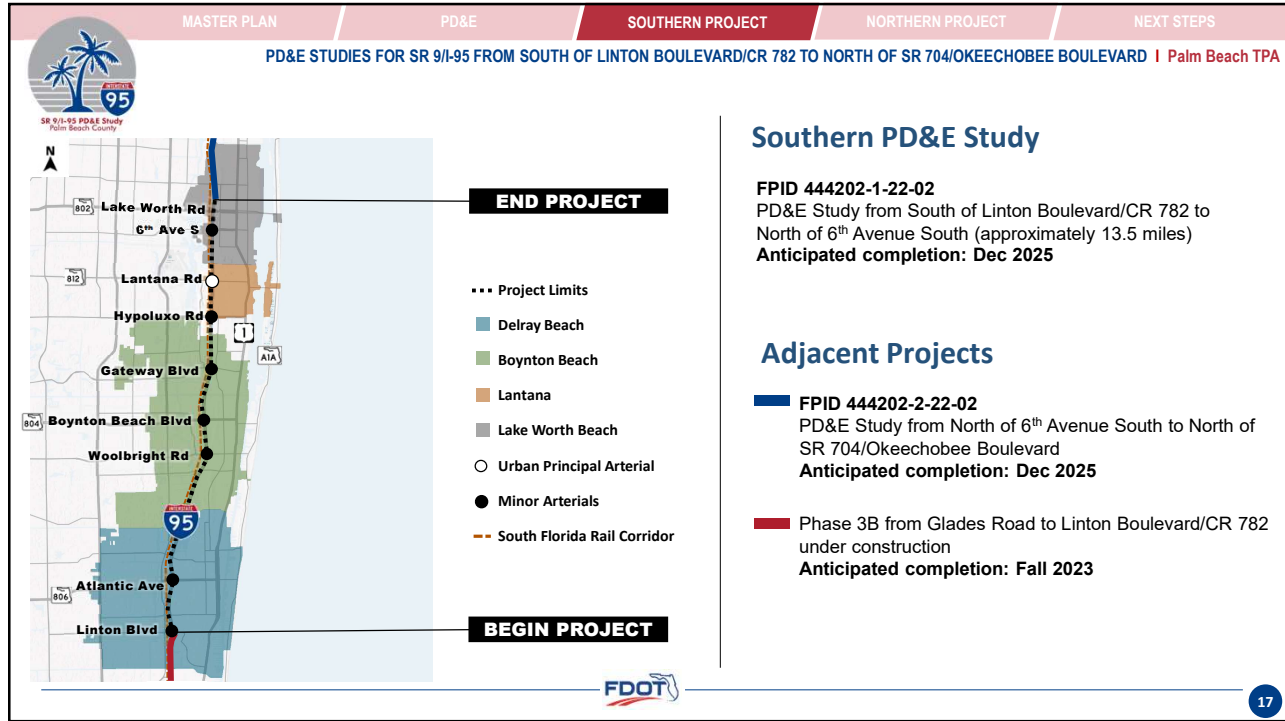 MASTER PLAN
PD&E
SOUTHERN PROJECT
NORTHERN PROJECT
NEXT STEPS
PD&E STUDIES FOR SR 9/I-95 FROM SOUTH OF LINTON BOULEVARD/CR 782 TO NORTH OF SR 704/OKEECHOBEE BOULEVARD I Palm Beach TPA
INTERSTATE
95
SR 9/I-95 PD&E Study
Palm Beach County
N
802
Lake Worth Rd
6th Ave S
812
Lantana Rd
Hypoluxo Rd
1
A1A
Gateway Blvd
804
Boynton Beach Blvd
Woolbright Rd
INTERSTATE
95
Atlantic Ave
806
Linton Blvd
END PROJECT
Project Limits
Delray Beach
Boynton Beach
Lantana
Lake Worth Beach
Urban Principal Arterial
Minor Arterials
South Florida Rail Corridor
BEGIN PROJECT
Southern PD&E Study
FPID 444202-1-22-02
PD&E Study from South of Linton Boulevard/CR 782 to
North of 6th Avenue South (approximately 13.5 miles)
Anticipated completion: Dec 2025
Adjacent Projects
FPID 444202-2-22-02
PD&E Study from North of 6th Avenue South to North of
SR 704/Okeechobee Boulevard
Anticipated completion: Dec 2025
Phase 3B from Glades Road to Linton Boulevard/CR 782
under construction
Anticipated completion: Fall 2023
FDOT
17